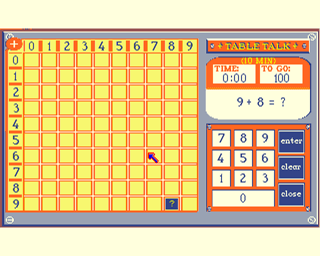 + 0 1 2 3 4 5 6 7 8 9
0
1
2
3
4
5
6
7
8
9 ?
+ TABLE TALK +
(10 MIN)
TIME: TO GO:
0:00 100
9 + 8 = ?
7 8 9 enter
4 5 6 clear
1 2 3
0 close